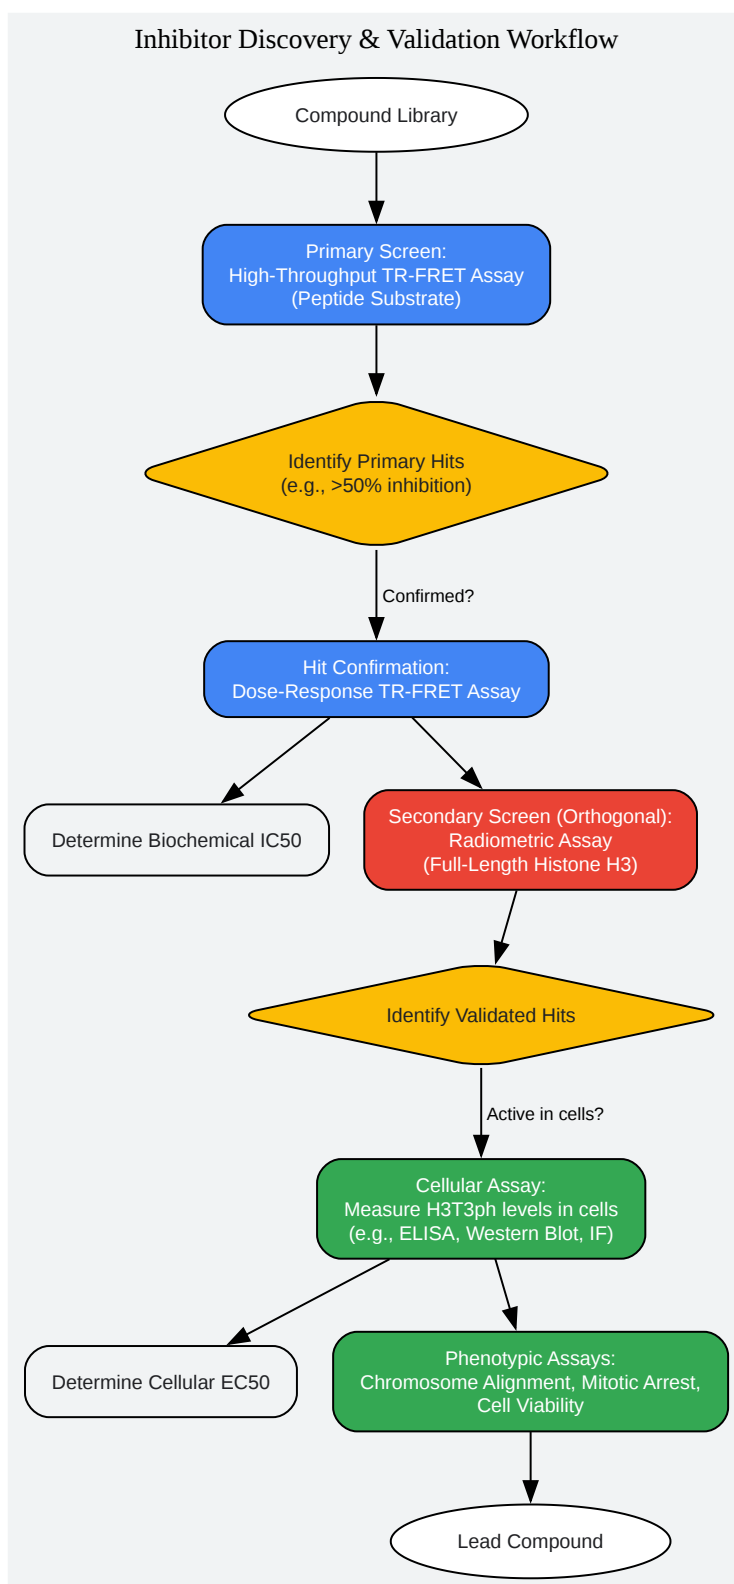 Inhibitor Discovery & Validation Workflow
Compound Library
Primary Screen:
High-Throughput TR-FRET Assay
(Peptide Substrate)
Identify Primary Hits
(e.g., >50% inhibition)
Confirmed?
Hit Confirmation:
Dose-Response TR-FRET Assay
Determine Biochemical IC50
Secondary Screen (Orthogonal):
Radiometric Assay
(Full-Length Histone H3)
Identify Validated Hits
Active in cells?
Cellular Assay:
Measure H3T3ph levels in cells
(e.g., ELISA, Western Blot, IF)
Determine Cellular EC50
Phenotypic Assays:
Chromosome Alignment, Mitotic Arrest,
Cell Viability
Lead Compound